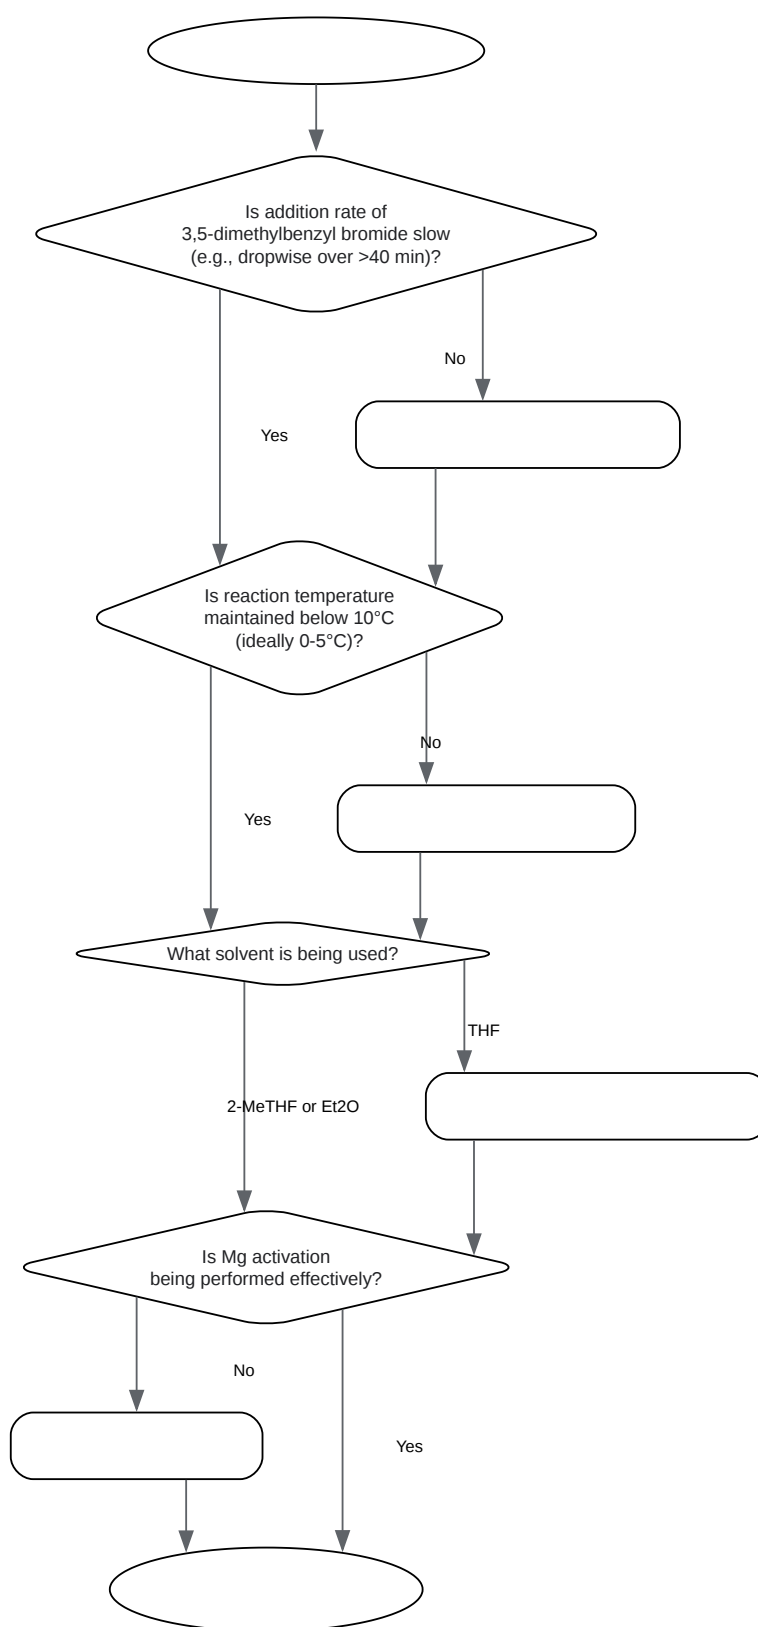 Is addition rate of
3,5-dimethylbenzyl bromide slow
(e.g., dropwise over >40 min)?
No
Yes
Is reaction temperature
maintained below 10°C
(ideally 0-5°C)?
No
Yes
What solvent is being used?
THF
2-MeTHF or Et2O
Is Mg activation
being performed effectively?
No
Yes